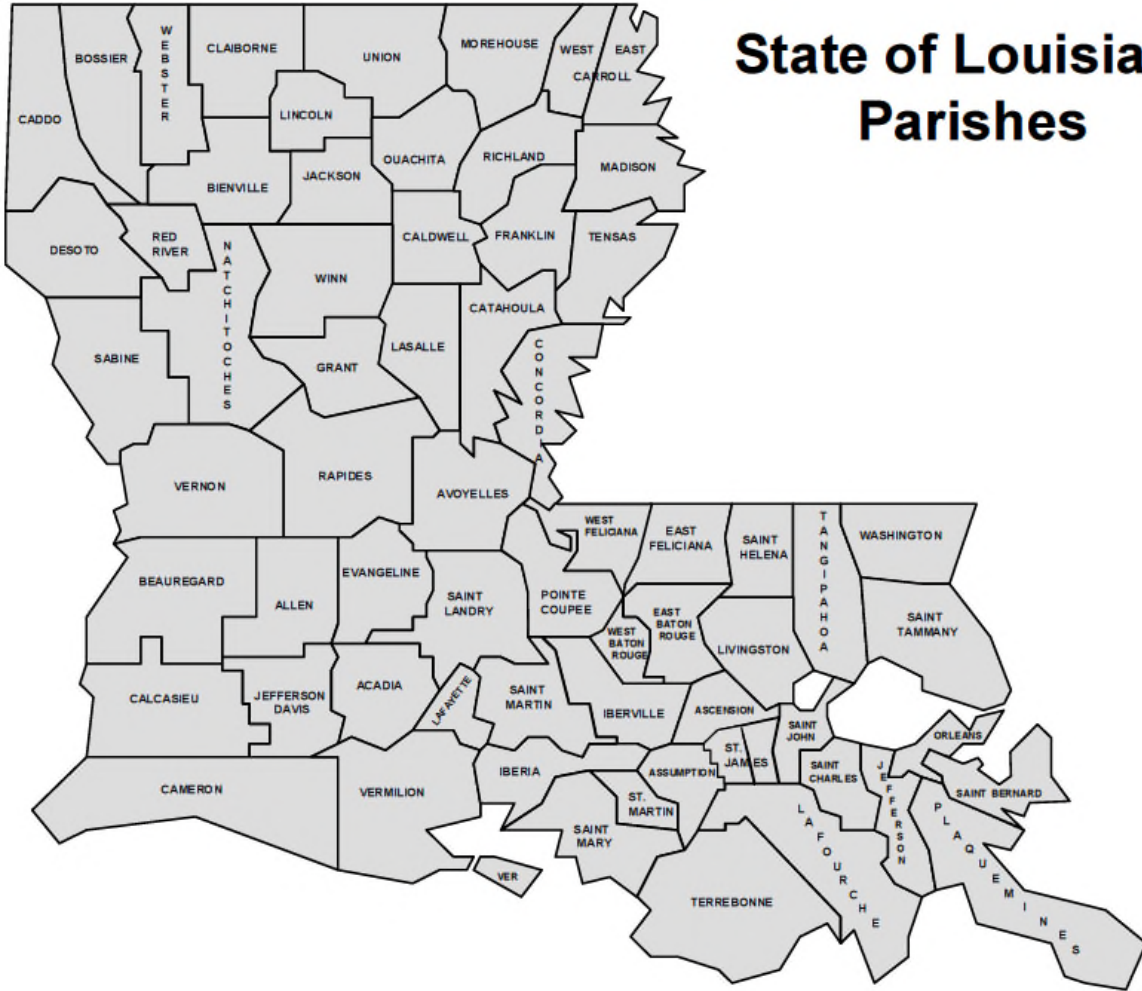 State of Louisia
Parishes
WEBSTER
CLAIBORNE
UNION
MOREHOUSE
WEST
EAST
CARROLL
BOSSIER
CADDO
LINCOLN
OUACHITA
RICHLAND
MADISON
BIENVILLE
JACKSON
DESOTO
RED
RIVER
NATCHITOCHES
WINN
CALDWELL
FRANKLIN
TENSAS
CATAHOULA
SABINE
GRANT
LASALLE
CONCORDIA
VERNON
RAPIDES
AVOYELLES
WEST
FELICIANA
EAST
FELICIANA
SAINT
HELENA
TANGIPAHOA
WASHINGTON
BEAUREGARD
ALLEN
EVANGELINE
SAINT
LANDRY
POINTE
COUPEE
WEST
BATON
ROUGE
EAST
BATON
ROUGE
LIVINGSTON
SAINT
TAMMANY
CALCASIEU
JEFFERSON
DAVIS
ACADIA
LAFAYETTE
SAINT
MARTIN
IBERVILLE
ASCENSION
SAINT
JOHN
ORLEANS
CAMERON
VERMILION
IBERIA
ASSUMPTION
ST.
JAMES
SAINT
CHARLES
JEFFERSON
SAINT BERNARD
ST.
MARTIN
SAINT
MARY
LAFOURCHE
PLAQUEMINES
VER
TERREBONNE